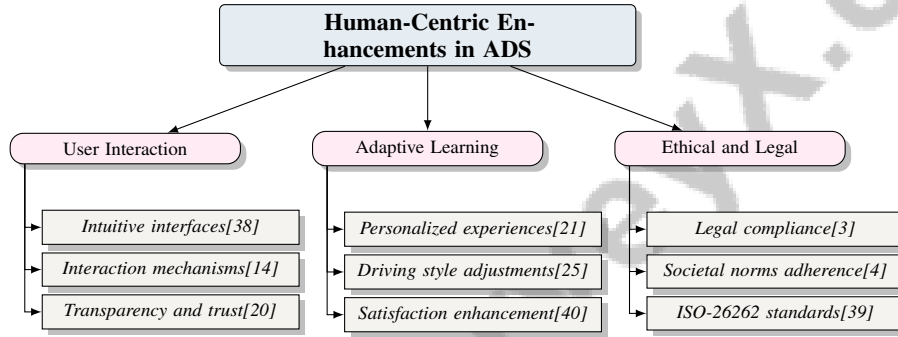 Human-Centric En-
hancements in ADS
User Interaction
Adaptive Learning
Ethical and Legal
Intuitive interfaces[38]
Interaction mechanisms[14]
Transparency and trust[20]
Personalized experiences[21]
Driving style adjustments[25]
Satisfaction enhancement[40]
Legal compliance[3]
Societal norms adherence[4]
ISO-26262 standards[39]